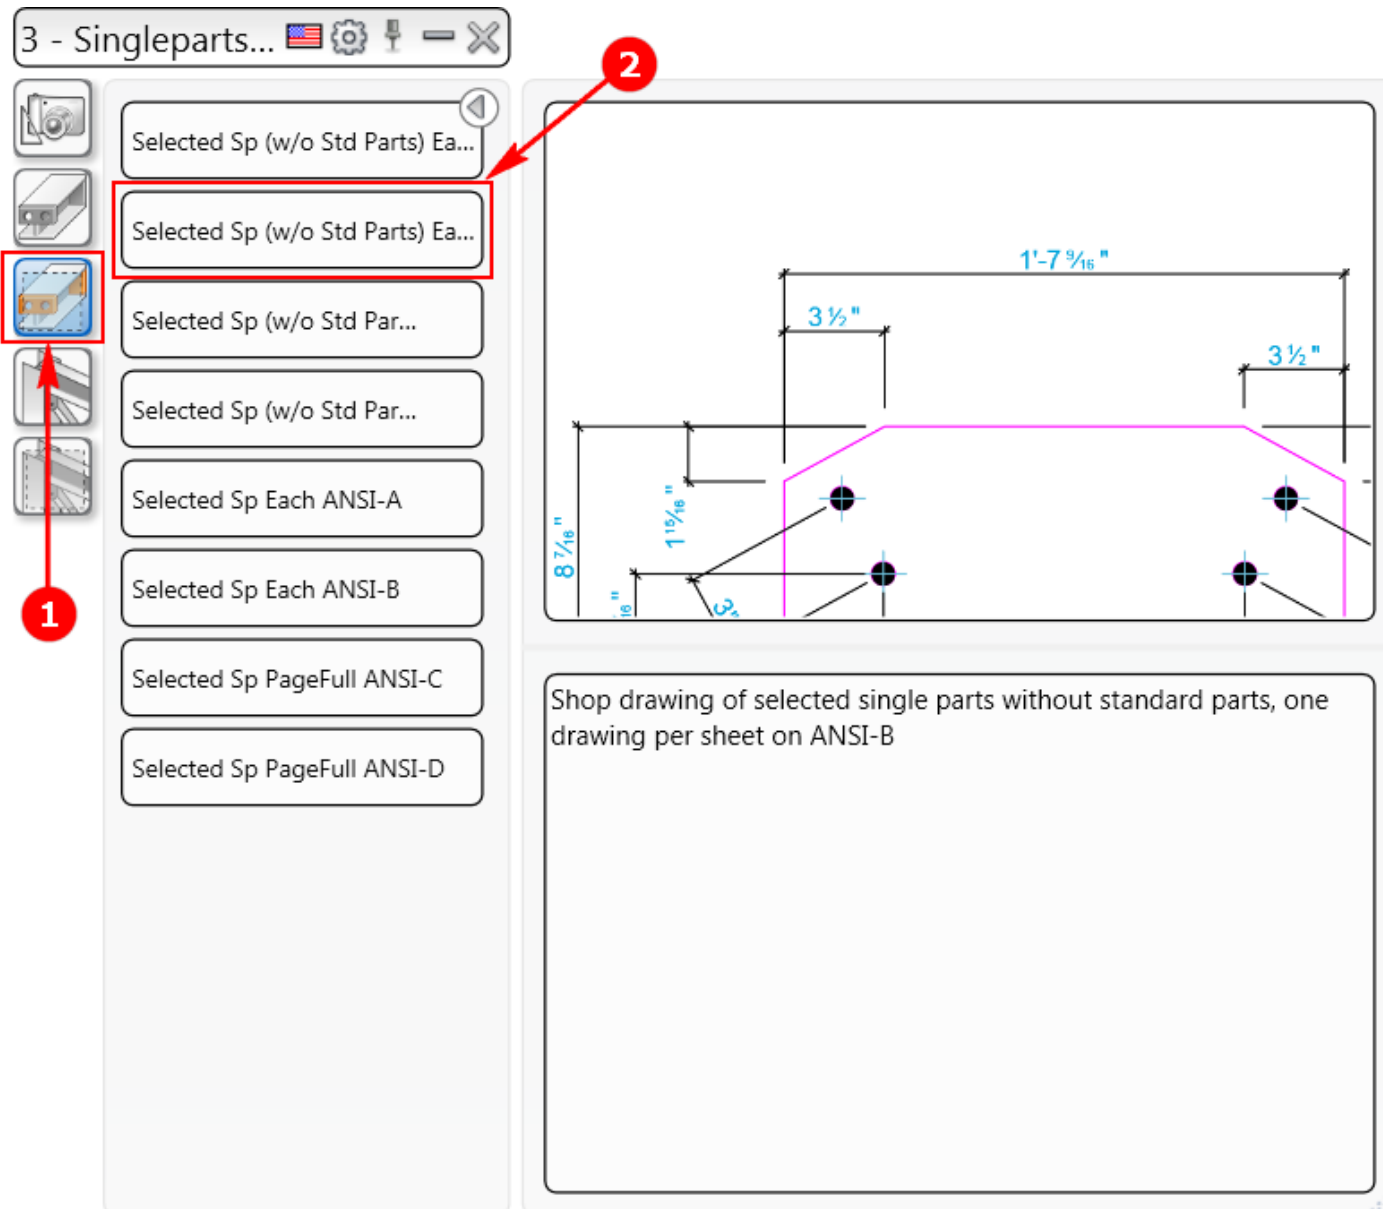 3 - Singleparts...
2
Selected Sp (w/o Std Parts) Ea...
Selected Sp (w/o Std Parts) Ea...
Selected Sp (w/o Std Par...
Selected Sp (w/o Std Par...
Selected Sp Each ANSI-A
Selected Sp Each ANSI-B
Selected Sp PageFull ANSI-C
Selected Sp PageFull ANSI-D
1
1'-7 9/16 "
3 1/2 "
3 1/2 "
1 15/16 "
8 7/16 "
/16 "
3"
Shop drawing of selected single parts without standard parts, one
drawing per sheet on ANSI-B